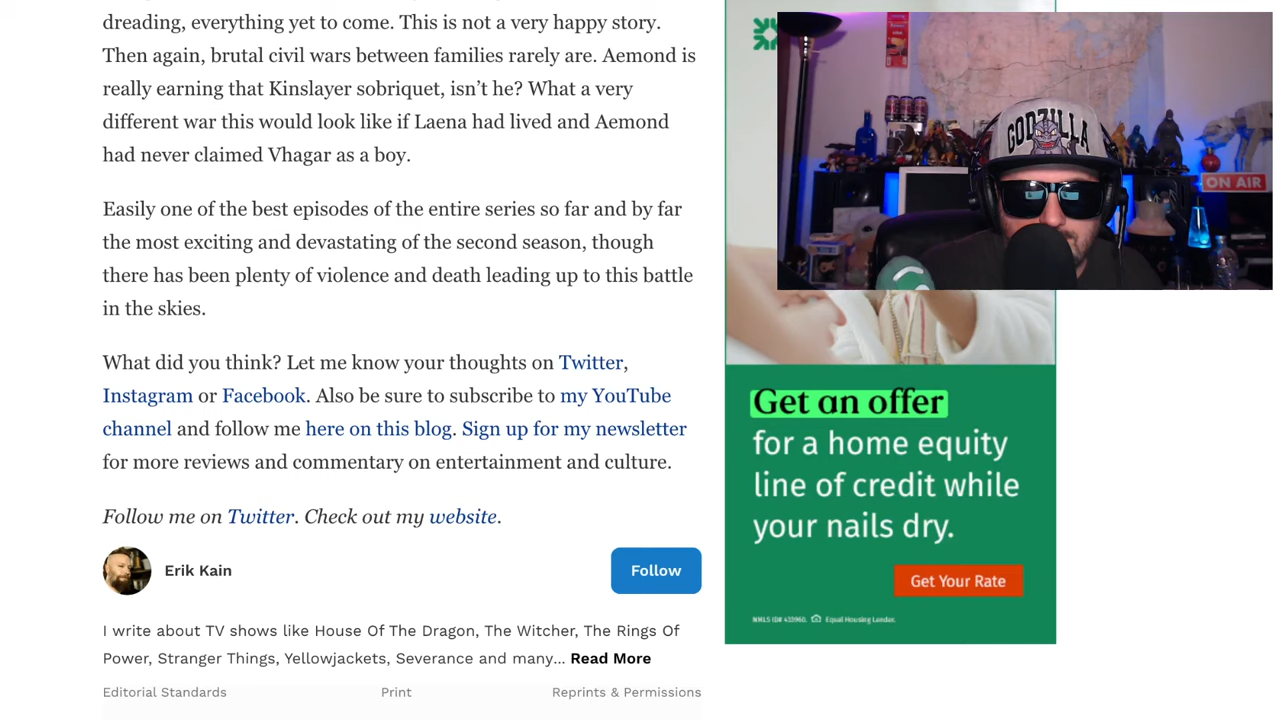 dreading, everything yet to come. This is not a very happy story.
Then again, brutal civil wars between families rarely are. Aemond is
really earning that Kinslayer sobriquet, isn’t he? What a very
different war this would look like if Laena had lived and Aemond
had never claimed Vhagar as a boy.
Easily one of the best episodes of the entire series so far and by far
the most exciting and devastating of the second season, though
there has been plenty of violence and death leading up to this battle
in the skies.
What did you think? Let me know your thoughts on Twitter,
Instagram or Facebook. Also be sure to subscribe to my YouTube
channel and follow me here on this blog. Sign up for my newsletter
for more reviews and commentary on entertainment and culture.
Follow me on Twitter. Check out my website.
Erik Kain
Follow
I write about TV shows like House Of The Dragon, The Witcher, The Rings Of
Power, Stranger Things, Yellowjackets, Severance and many... Read More
Editorial Standards
Print
Reprints & Permissions
GODZILLA
ON AIR
Get an offer
for a home equity
line of credit while
your nails dry.
Get Your Rate
Equal Housing Lender.